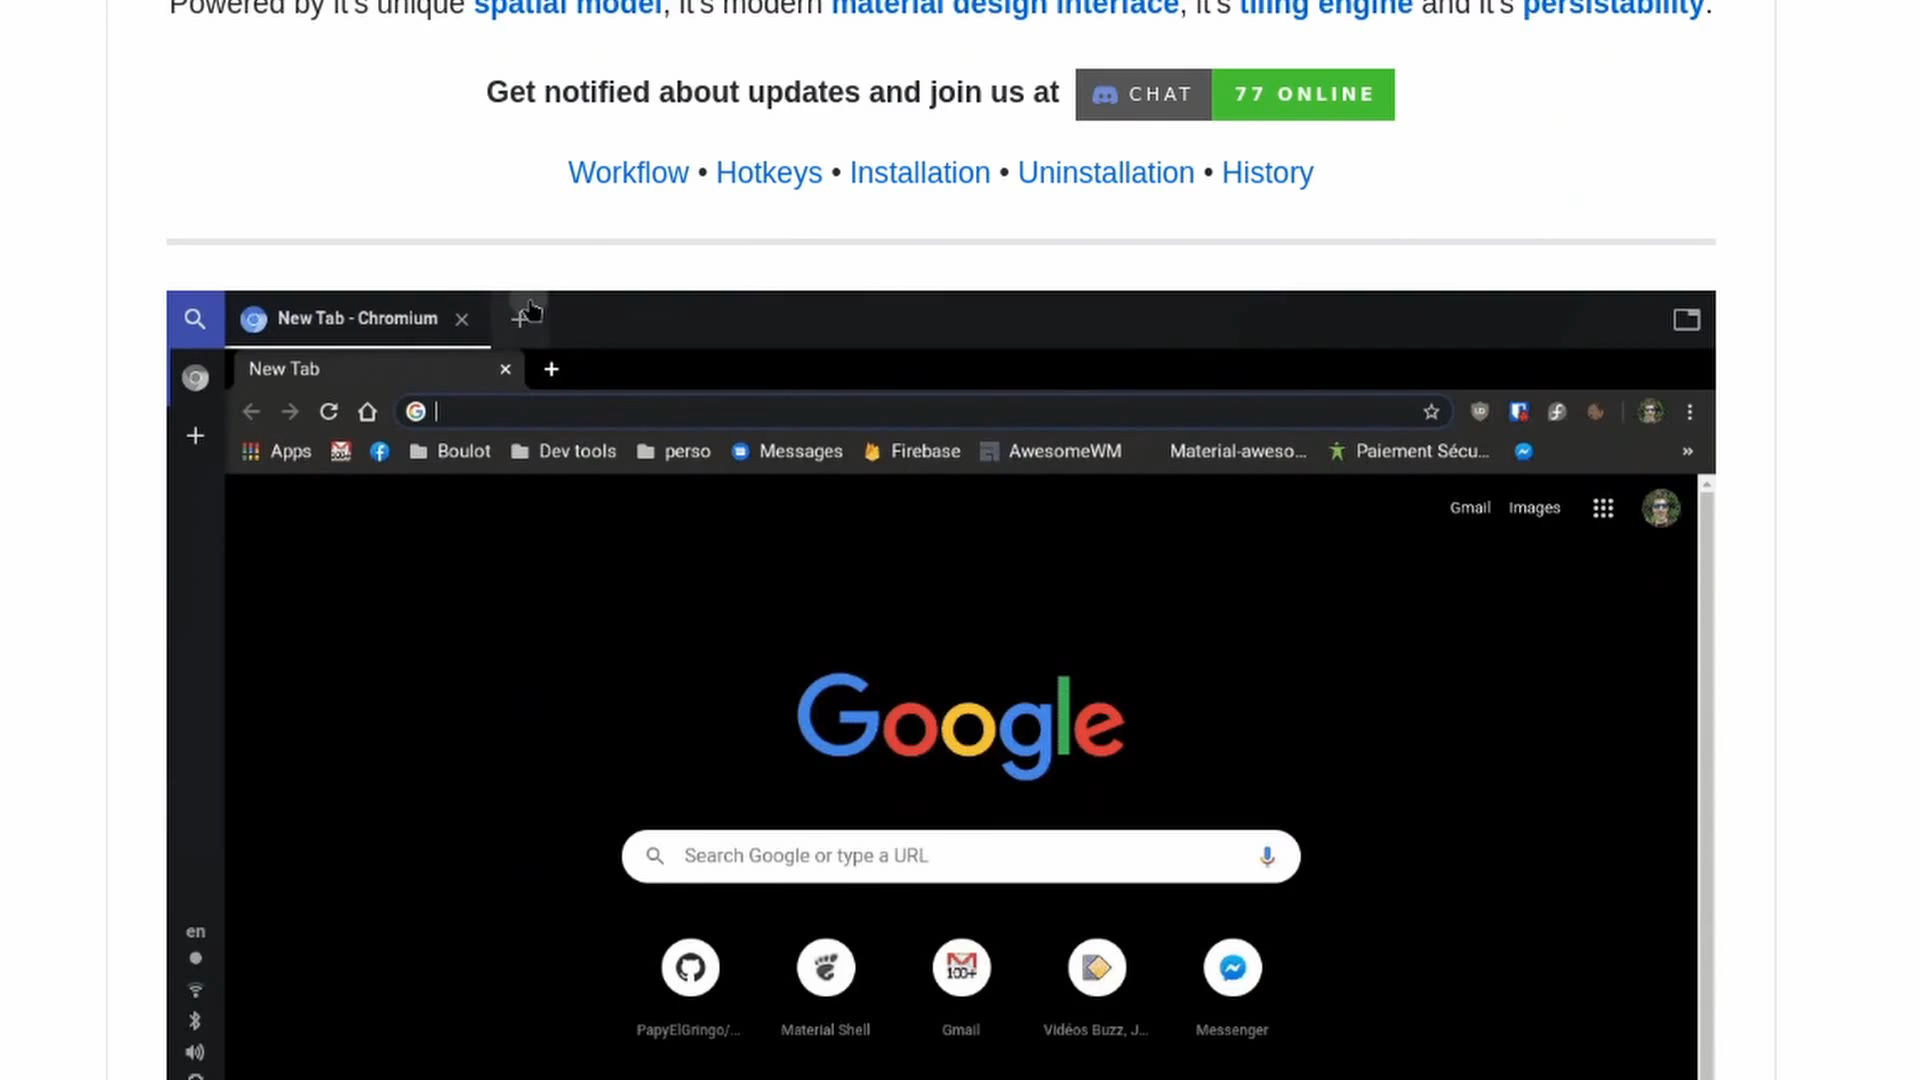 Powered by it's unique spatial model, it's modern material design interface, it's tiling engine and it's persistability.
Get notified about updates and join us at CHAT 77 ONLINE
Workflow • Hotkeys • Installation • Uninstallation • History
New Tab - Chromium
New Tab
Apps Boulot Dev tools perso Messages Firebase AwesomeWM Material-aweso... Paiement Sécu... »
Gmail Images
Google
Search Google or type a URL
en
100+
PapyElGringo/... Material Shell Gmail Vidéos Buzz, J... Messenger